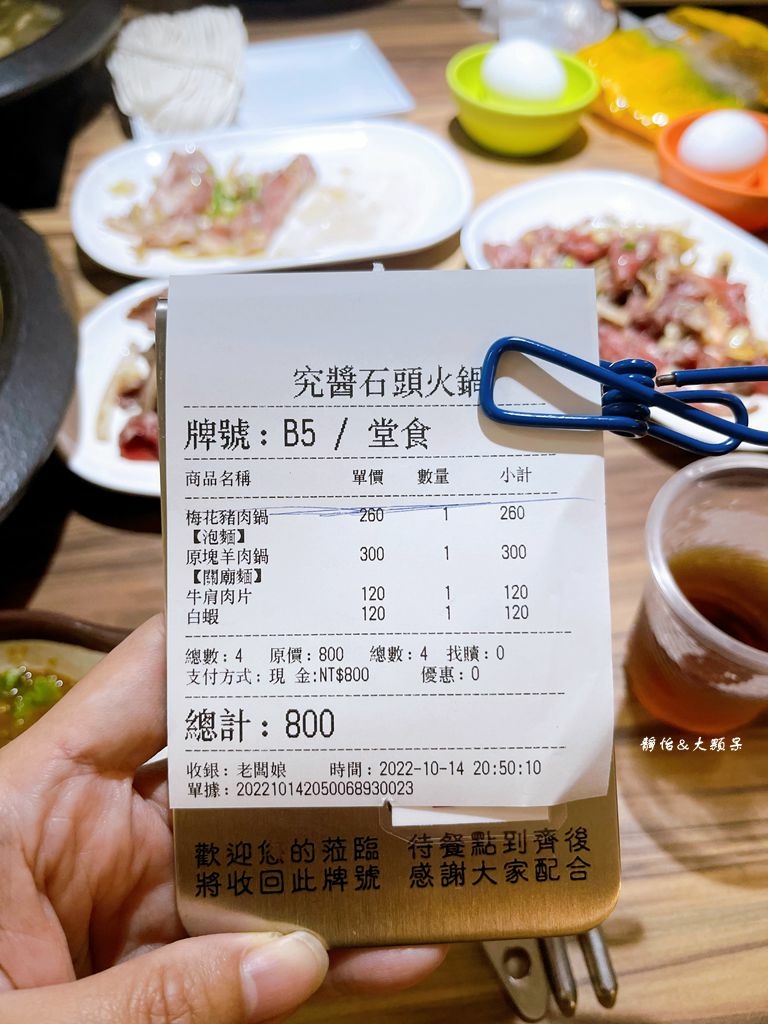 究醬石頭火鍋
牌號：B5 / 堂食
商品名稱 單價 數量 小計
梅花豬肉鍋 260 1 260
【泡麵】
原塊羊肉鍋 300 1 300
【關廟麵】
牛肩肉片 120 1 120
白蝦 120 1 120
總數：4 原價：800 總數：4 找贖：0
支付方式：現 金:NT$800 優惠：0
總計：800
收銀：老闆娘 時間：2022-10-14 20:50:10
單據：2022101420500689300​23
歡迎您的蒞臨 待餐點到齊後
將收回此牌號 感謝大家配合
靜怡&大顆呆